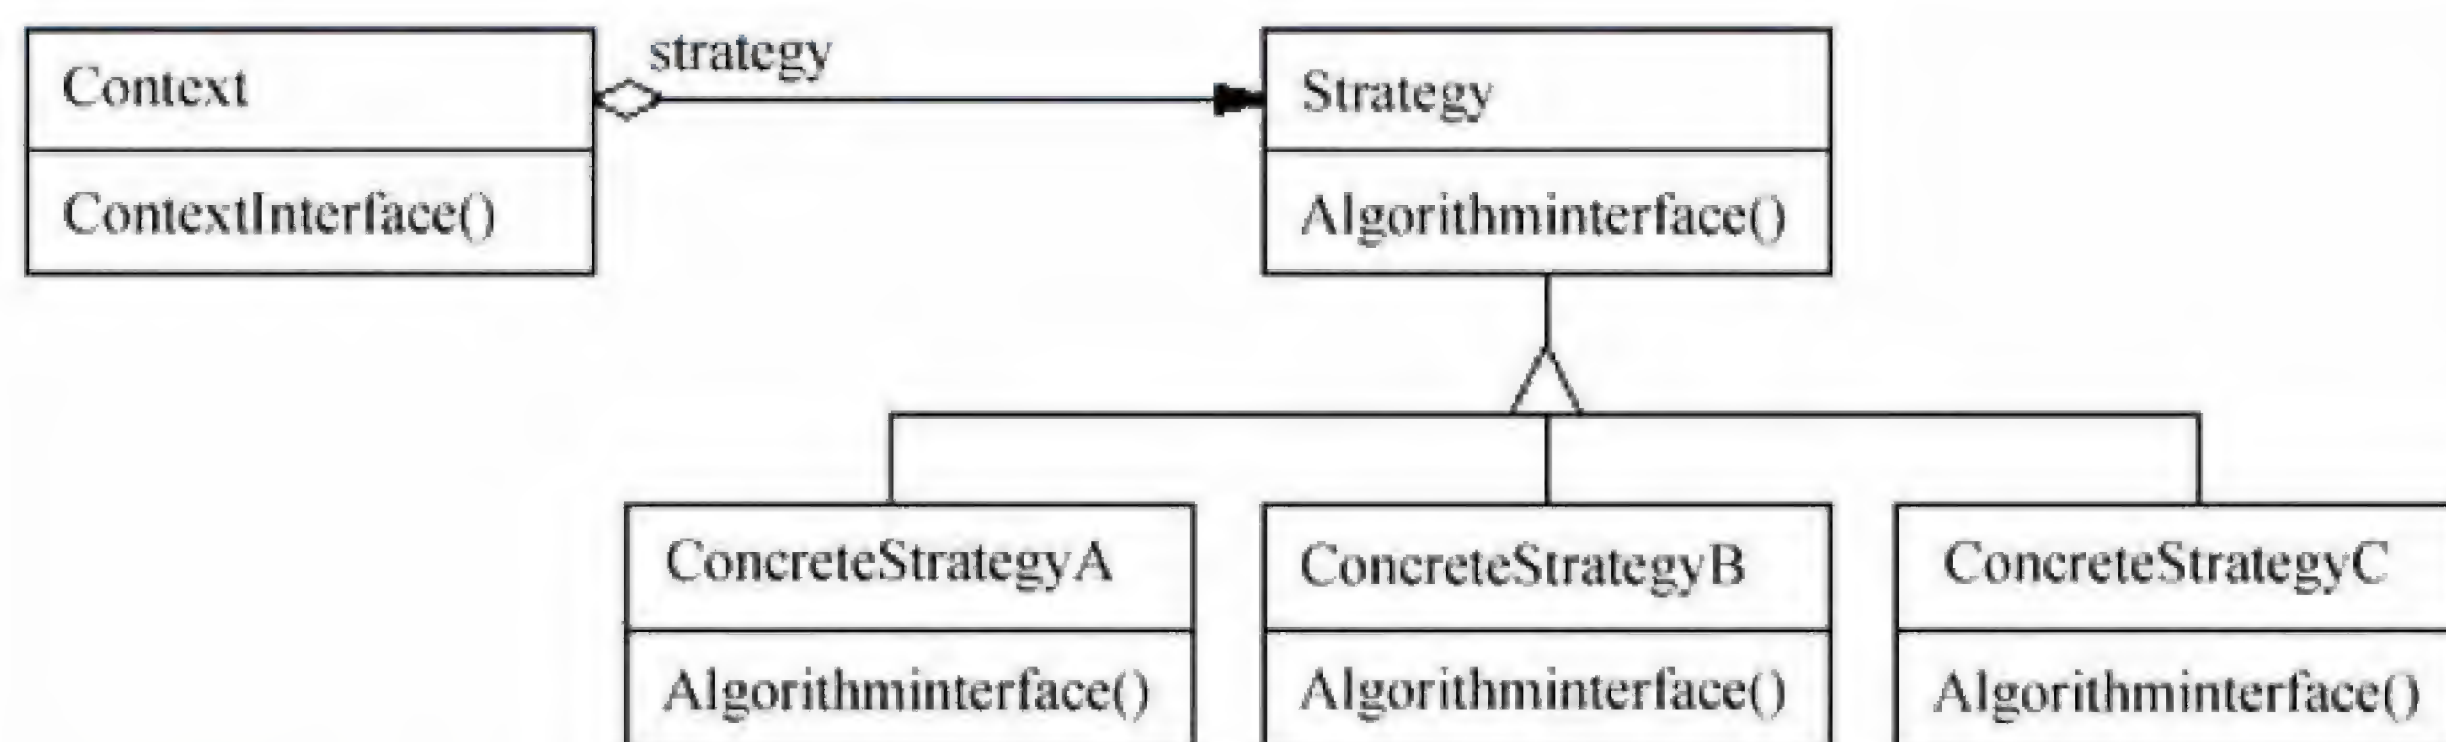 strategy
Context
Strategy
ContextInterface()
Algorithminterface()
ConcreteStrategyA
ConcreteStrategyB
ConcreteStrategyC
Algorithminterface()
Algorithminterface()
Algorithminterface()